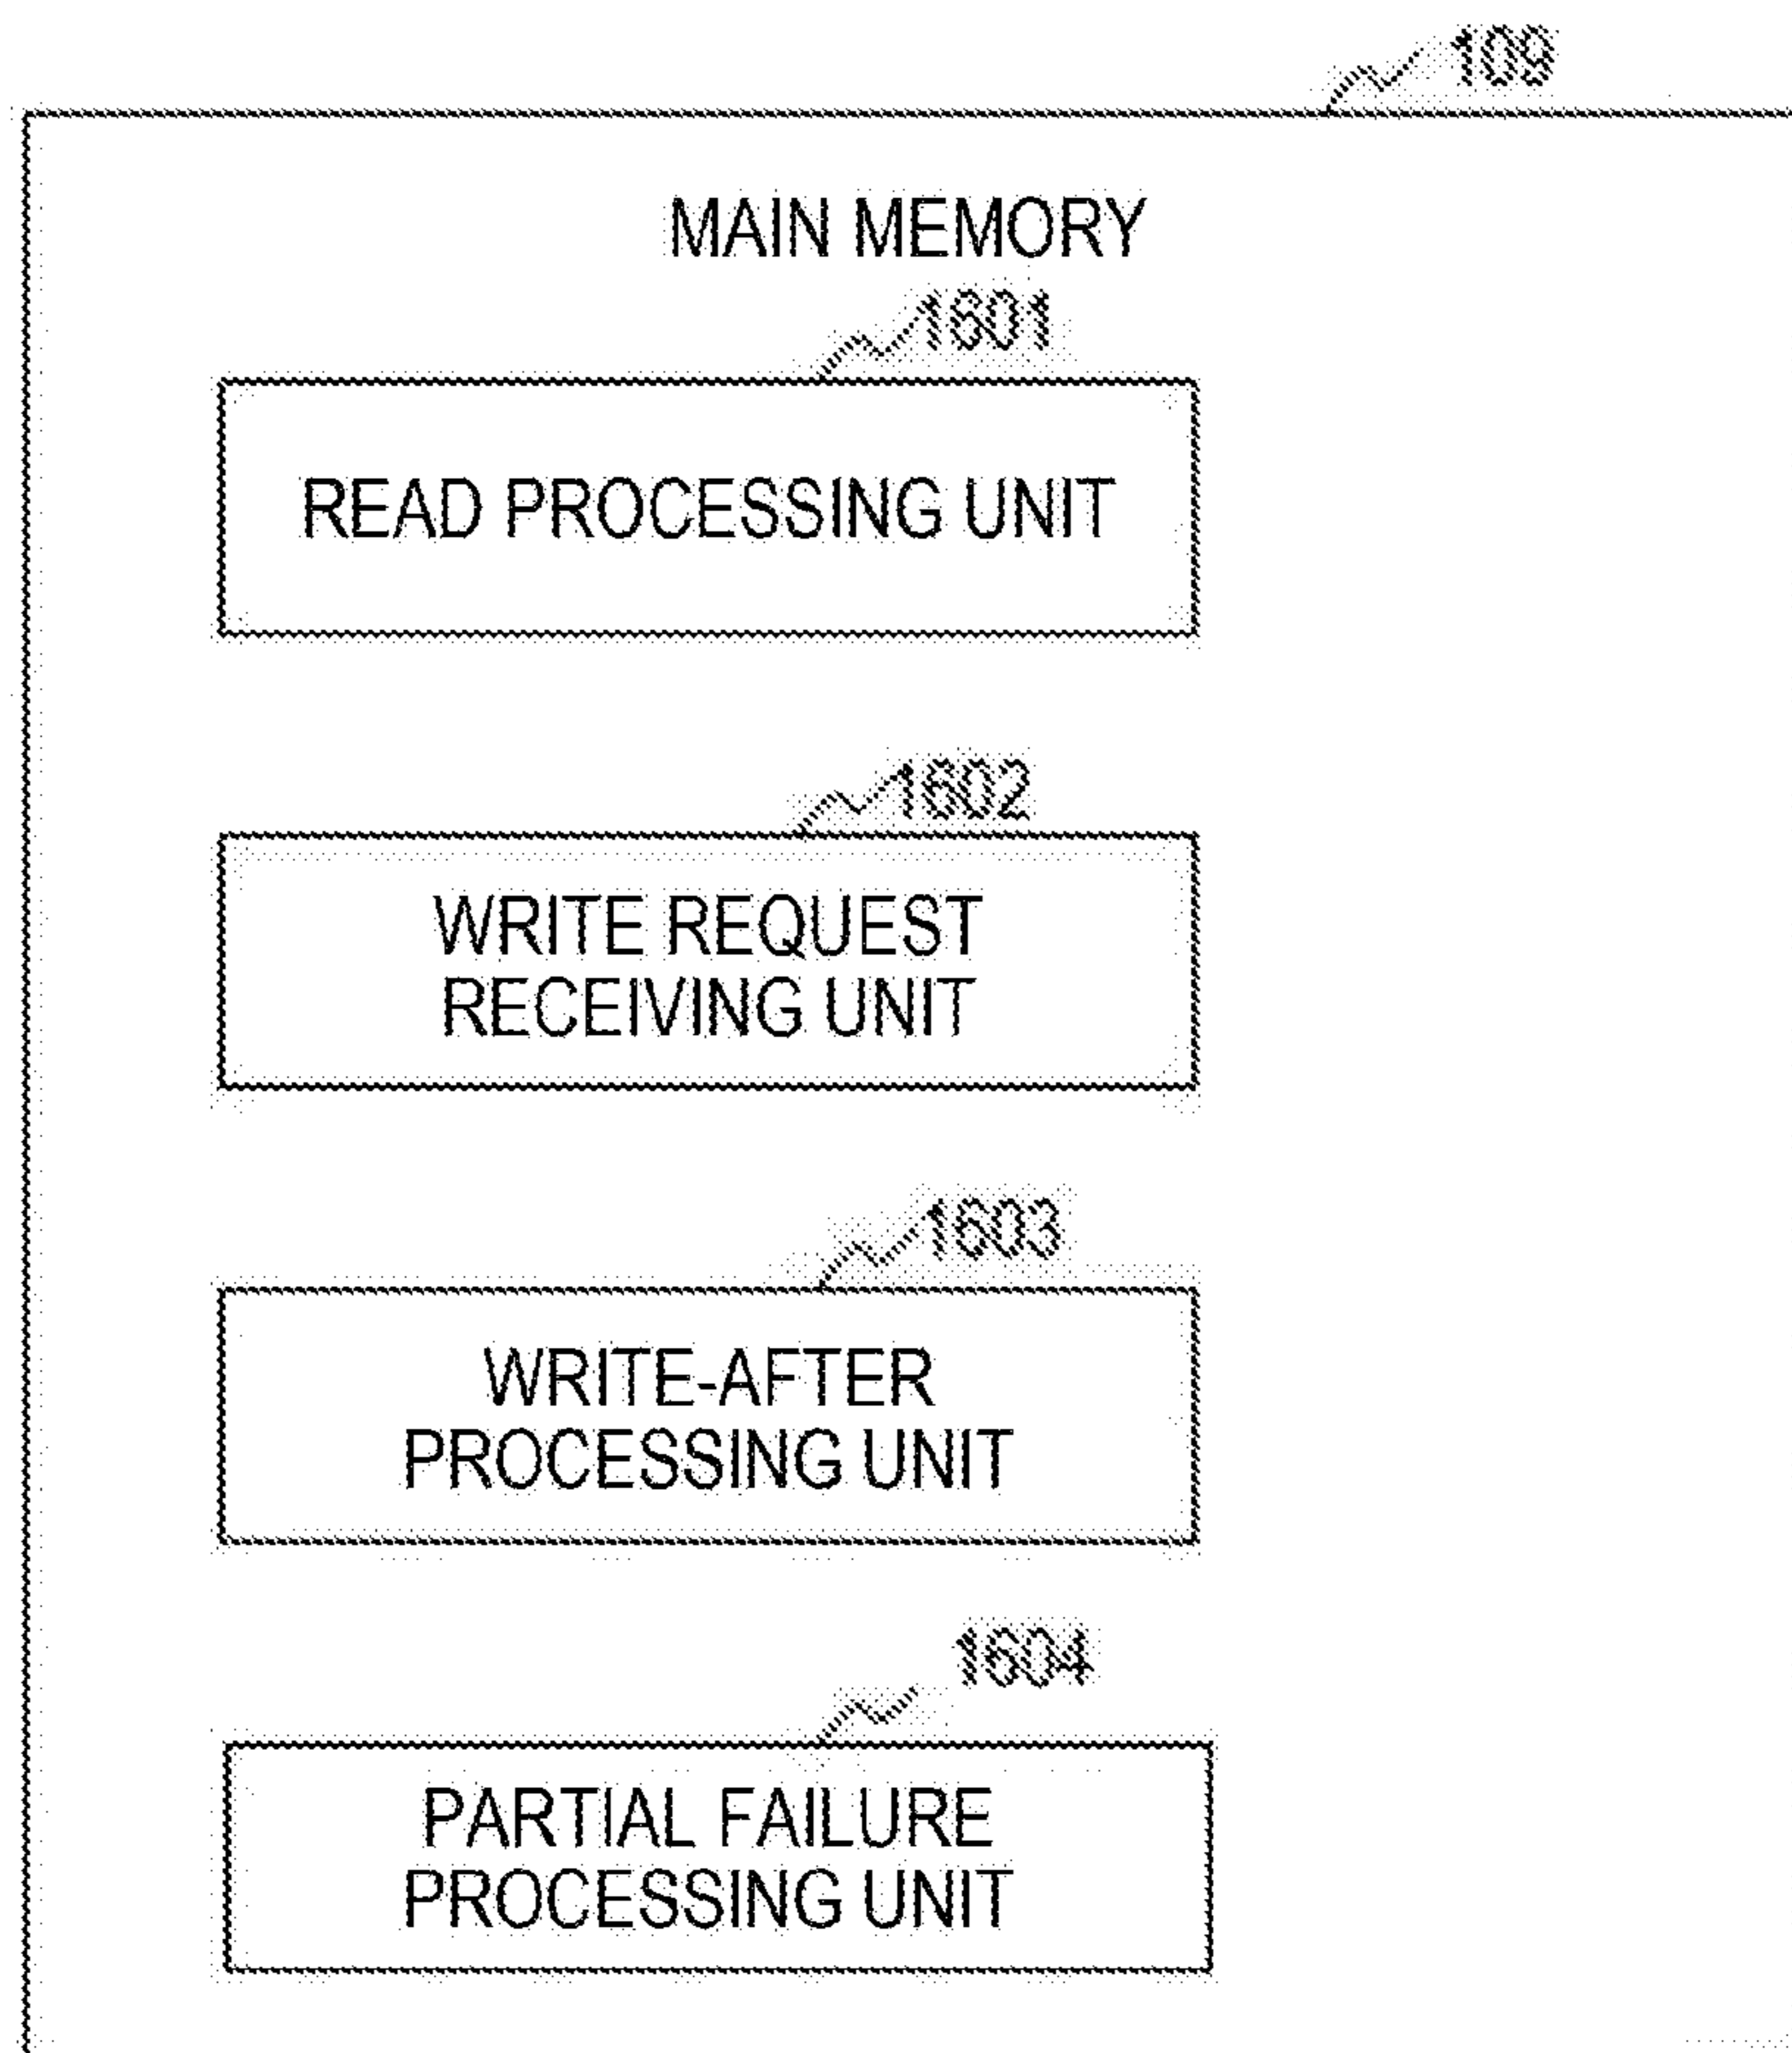 109
MAIN MEMORY
1601
READ PROCESSING UNIT
1602
WRITE REQUEST
RECEIVING UNIT
1603
WRITE-AFTER
PROCESSING UNIT
1604
PARTIAL FAILURE
PROCESSING UNIT